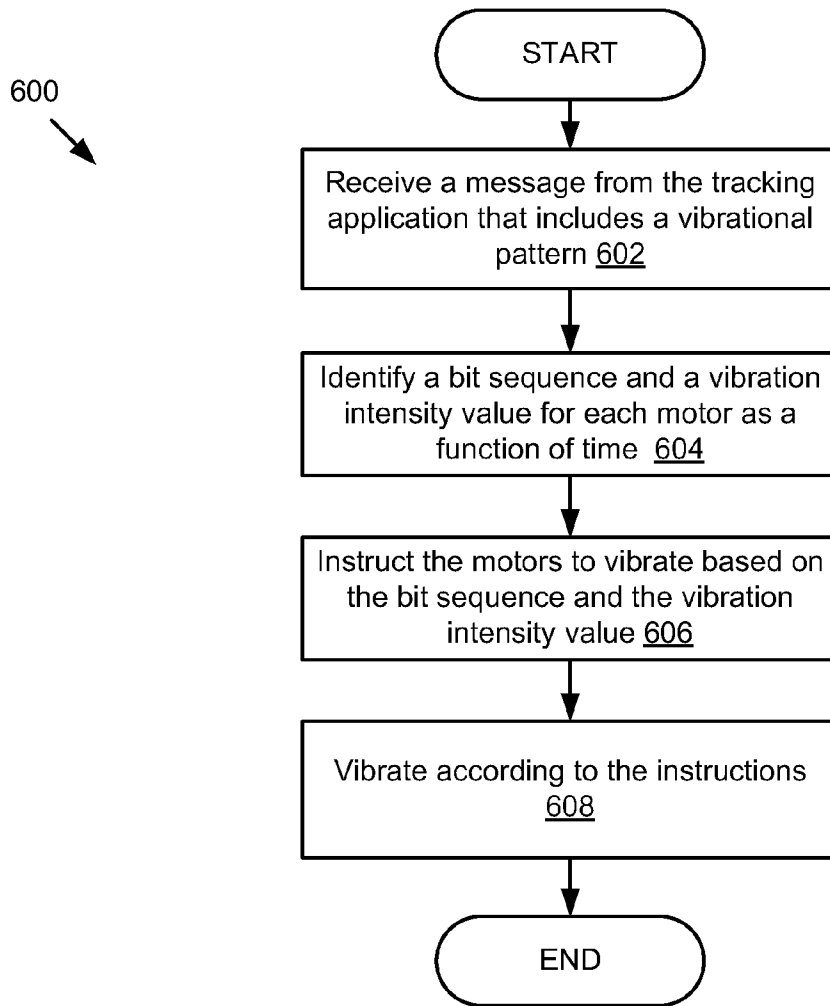 START
600
Receive a message from the tracking
application that includes a vibrational
pattern 602
Identify a bit sequence and a vibration
intensity value for each motor as a
function of time 604
Instruct the motors to vibrate based on
the bit sequence and the vibration
intensity value 606
Vibrate according to the instructions
608
END